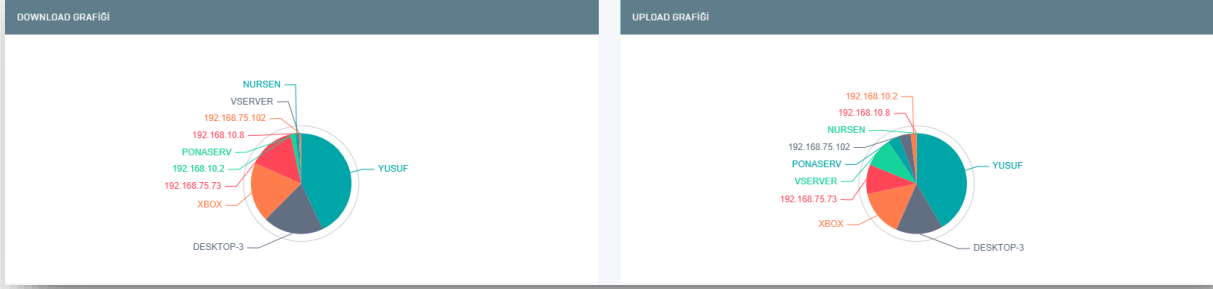 DOWNLOAD GRAFİĞİ
NURSEN
VSERVER
192.168.75.102
192.168.10.8
PONASERV
192.168.10.2
192.168.75.73
XBOX
DESKTOP-3
YUSUF
UPLOAD GRAFİĞİ
192.168.10.2
192.168.10.8
NURSEN
192.168.75.102
PONASERV
VSERVER
192.168.75.73
XBOX
YUSUF
DESKTOP-3